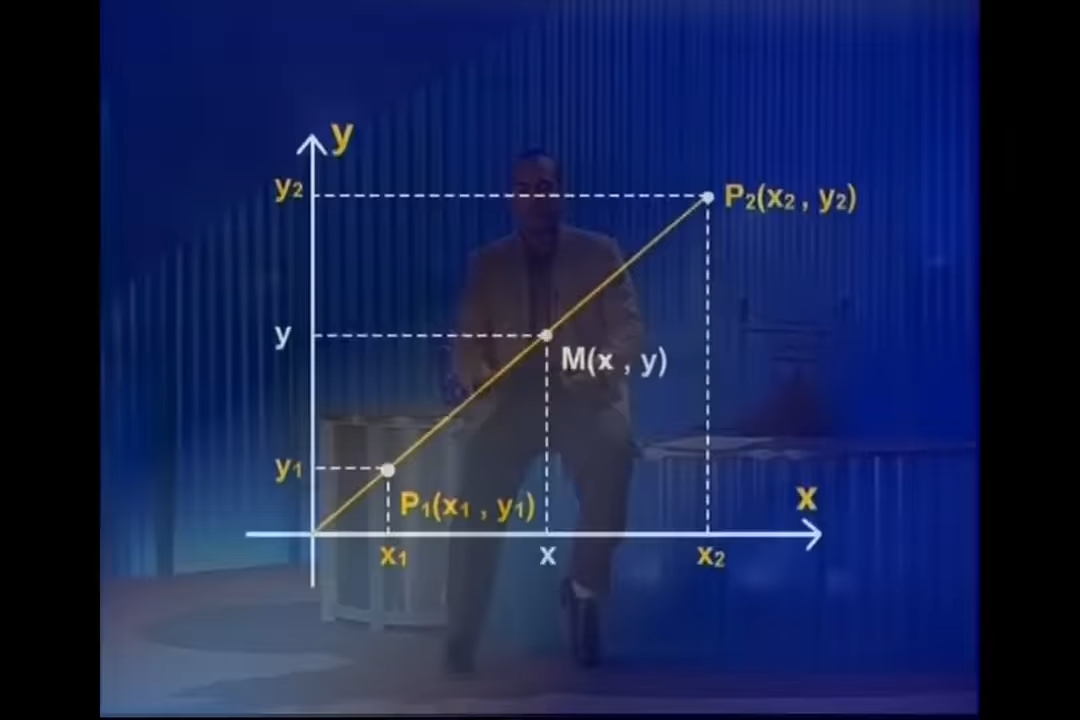 y
y₂
P₂(x₂ , y₂)
y
M(x , y)
y₁
P₁(x₁ , y₁)
x
x₁
x
x₂